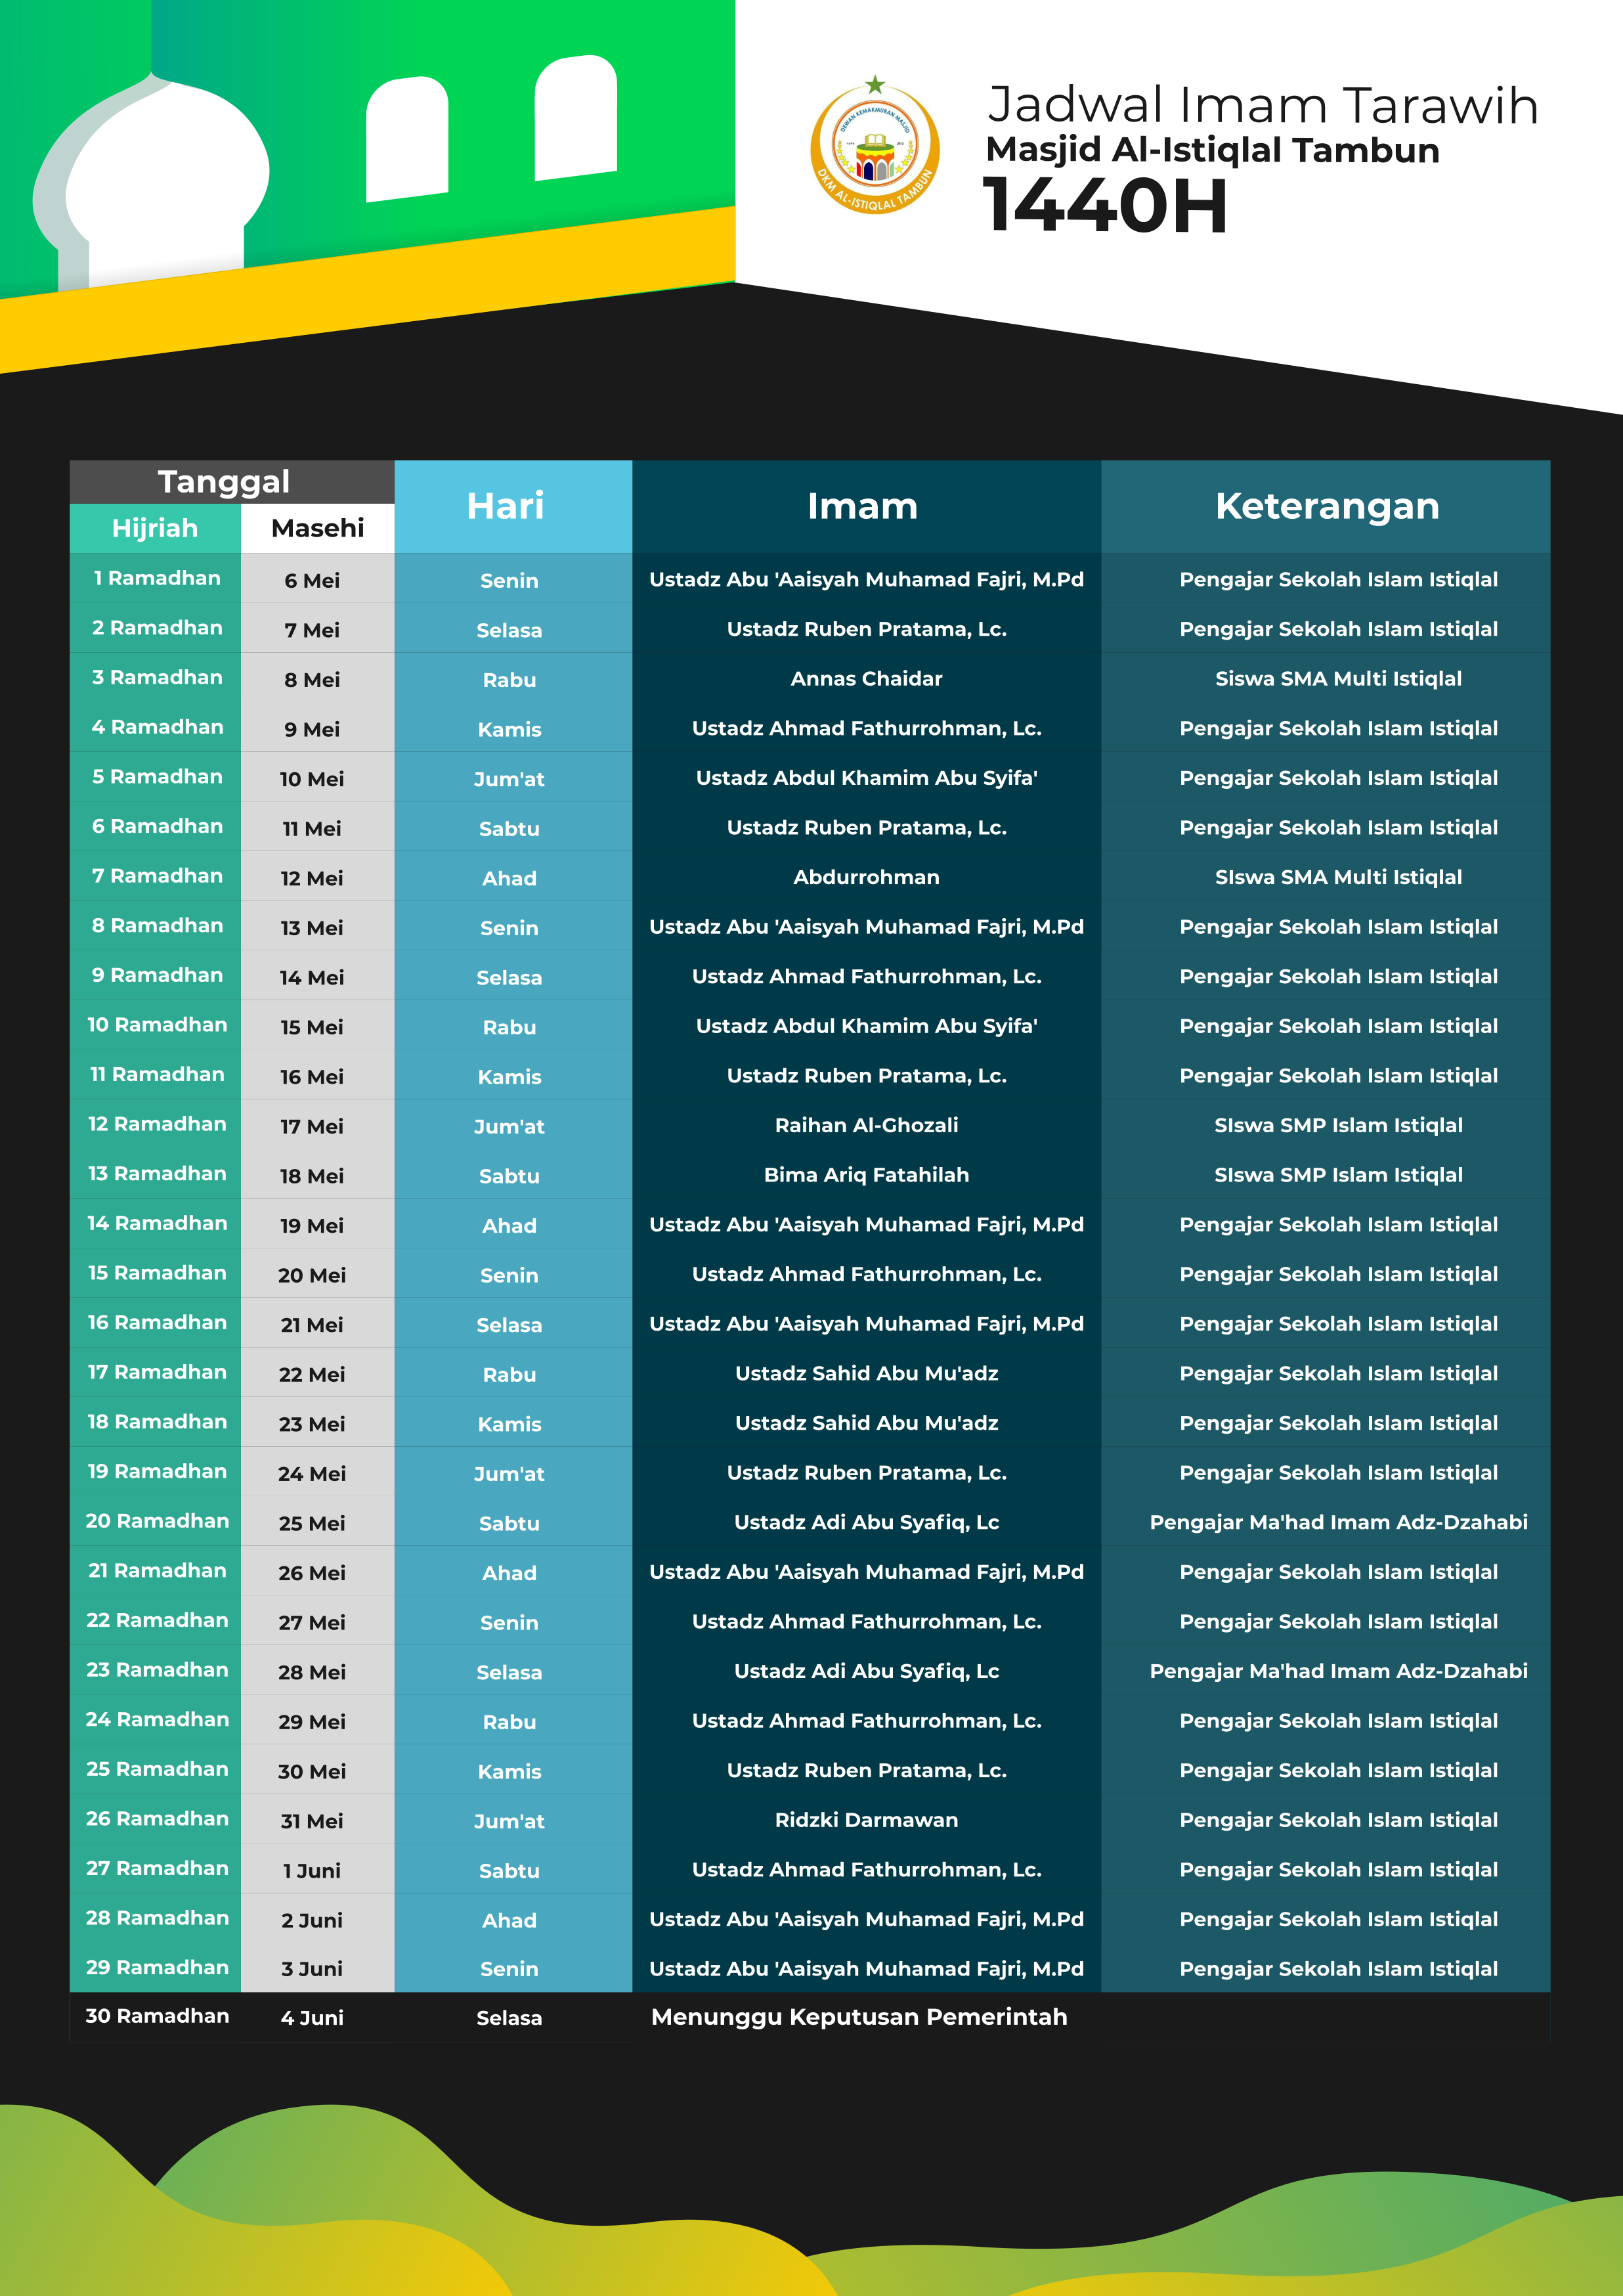 Jadwal Imam Tarawih
Masjid Al-Istiqlal Tambun
1440H
DEWAN KEMAKMURAN MASJID
DKM AL-ISTIQLAL TAMBUN
Tanggal Hari Imam Keterangan
Hijriah Masehi
1 Ramadhan 6 Mei Senin Ustadz Abu 'Aaisyah Muhamad Fajri, M.Pd Pengajar Sekolah Islam Istiqlal
2 Ramadhan 7 Mei Selasa Ustadz Ruben Pratama, Lc. Pengajar Sekolah Islam Istiqlal
3 Ramadhan 8 Mei Rabu Annas Chaidar Siswa SMA Multi Istiqlal
4 Ramadhan 9 Mei Kamis Ustadz Ahmad Fathurrohman, Lc. Pengajar Sekolah Islam Istiqlal
5 Ramadhan 10 Mei Jum'at Ustadz Abdul Khamim Abu Syifa' Pengajar Sekolah Islam Istiqlal
6 Ramadhan 11 Mei Sabtu Ustadz Ruben Pratama, Lc. Pengajar Sekolah Islam Istiqlal
7 Ramadhan 12 Mei Ahad Abdurrohman SIswa SMA Multi Istiqlal
8 Ramadhan 13 Mei Senin Ustadz Abu 'Aaisyah Muhamad Fajri, M.Pd Pengajar Sekolah Islam Istiqlal
9 Ramadhan 14 Mei Selasa Ustadz Ahmad Fathurrohman, Lc. Pengajar Sekolah Islam Istiqlal
10 Ramadhan 15 Mei Rabu Ustadz Abdul Khamim Abu Syifa' Pengajar Sekolah Islam Istiqlal
11 Ramadhan 16 Mei Kamis Ustadz Ruben Pratama, Lc. Pengajar Sekolah Islam Istiqlal
12 Ramadhan 17 Mei Jum'at Raihan Al-Ghozali SIswa SMP Islam Istiqlal
13 Ramadhan 18 Mei Sabtu Bima Ariq Fatahilah SIswa SMP Islam Istiqlal
14 Ramadhan 19 Mei Ahad Ustadz Abu 'Aaisyah Muhamad Fajri, M.Pd Pengajar Sekolah Islam Istiqlal
15 Ramadhan 20 Mei Senin Ustadz Ahmad Fathurrohman, Lc. Pengajar Sekolah Islam Istiqlal
16 Ramadhan 21 Mei Selasa Ustadz Abu 'Aaisyah Muhamad Fajri, M.Pd Pengajar Sekolah Islam Istiqlal
17 Ramadhan 22 Mei Rabu Ustadz Sahid Abu Mu'adz Pengajar Sekolah Islam Istiqlal
18 Ramadhan 23 Mei Kamis Ustadz Sahid Abu Mu'adz Pengajar Sekolah Islam Istiqlal
19 Ramadhan 24 Mei Jum'at Ustadz Ruben Pratama, Lc. Pengajar Sekolah Islam Istiqlal
20 Ramadhan 25 Mei Sabtu Ustadz Adi Abu Syafiq, Lc Pengajar Ma'had Imam Adz-Dzahabi
21 Ramadhan 26 Mei Ahad Ustadz Abu 'Aaisyah Muhamad Fajri, M.Pd Pengajar Sekolah Islam Istiqlal
22 Ramadhan 27 Mei Senin Ustadz Ahmad Fathurrohman, Lc. Pengajar Sekolah Islam Istiqlal
23 Ramadhan 28 Mei Selasa Ustadz Adi Abu Syafiq, Lc Pengajar Ma'had Imam Adz-Dzahabi
24 Ramadhan 29 Mei Rabu Ustadz Ahmad Fathurrohman, Lc. Pengajar Sekolah Islam Istiqlal
25 Ramadhan 30 Mei Kamis Ustadz Ruben Pratama, Lc. Pengajar Sekolah Islam Istiqlal
26 Ramadhan 31 Mei Jum'at Ridzki Darmawan Pengajar Sekolah Islam Istiqlal
27 Ramadhan 1 Juni Sabtu Ustadz Ahmad Fathurrohman, Lc. Pengajar Sekolah Islam Istiqlal
28 Ramadhan 2 Juni Ahad Ustadz Abu 'Aaisyah Muhamad Fajri, M.Pd Pengajar Sekolah Islam Istiqlal
29 Ramadhan 3 Juni Senin Ustadz Abu 'Aaisyah Muhamad Fajri, M.Pd Pengajar Sekolah Islam Istiqlal
30 Ramadhan 4 Juni Selasa Menunggu Keputusan Pemerintah